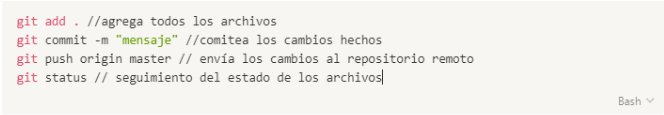 git add . //agrega todos los archivos
git commit -m "mensaje" //comitea los cambios hechos
git push origin master // envía los cambios al repositorio remoto
git status // seguimiento del estado de los archivos
Bash